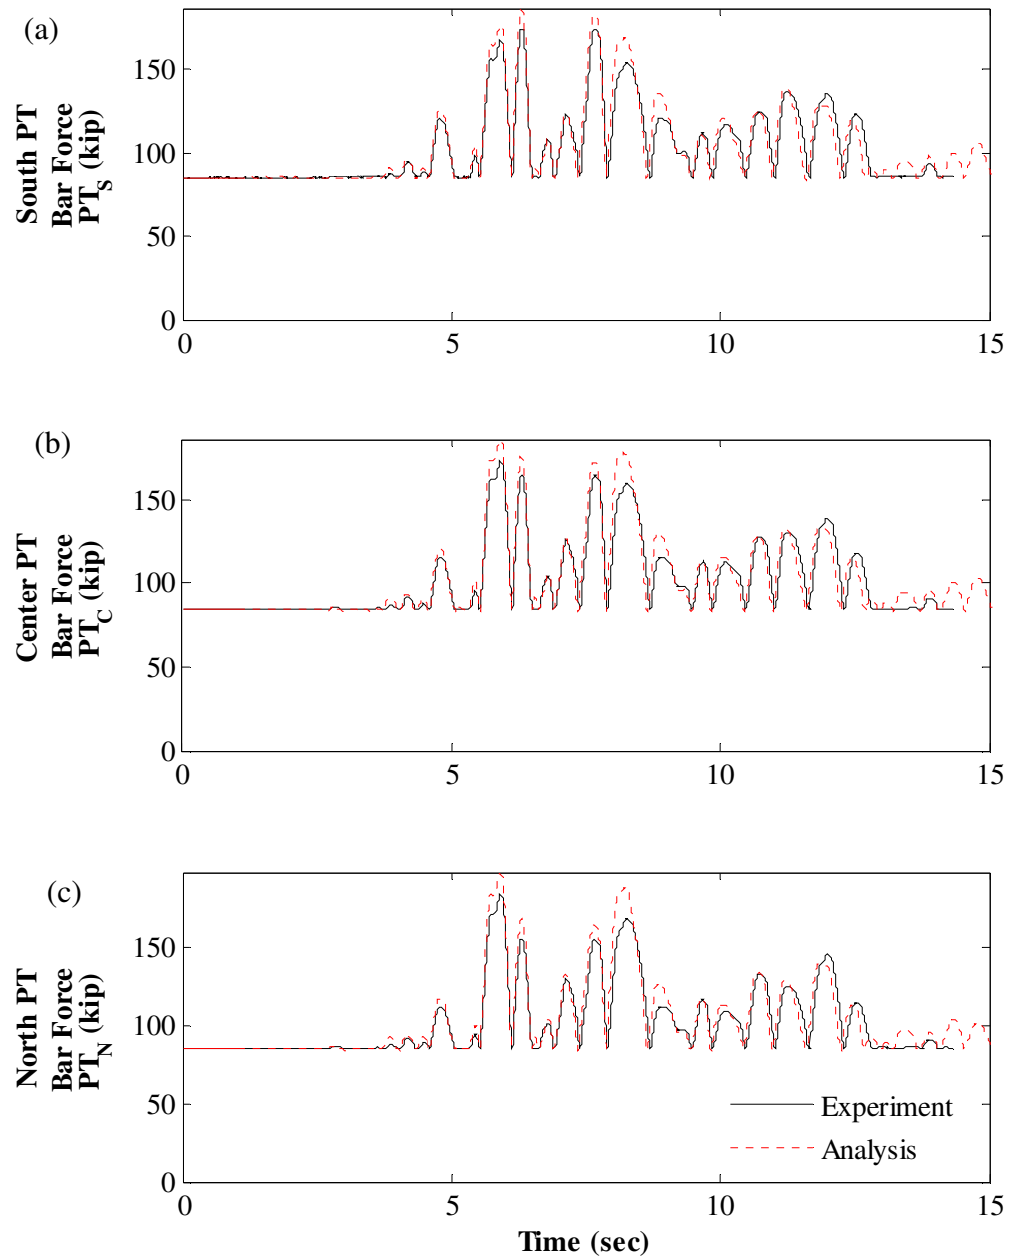 (a)
South PT
Bar Force
PT_S (kip)
150
100
50
0
0 5 10 15
(b)
Center PT
Bar Force
PT_C (kip)
150
100
50
0
0 5 10 15
(c)
North PT
Bar Force
PT_N (kip)
150
100
50
0
Experiment
Analysis
0 5 10 15
Time (sec)